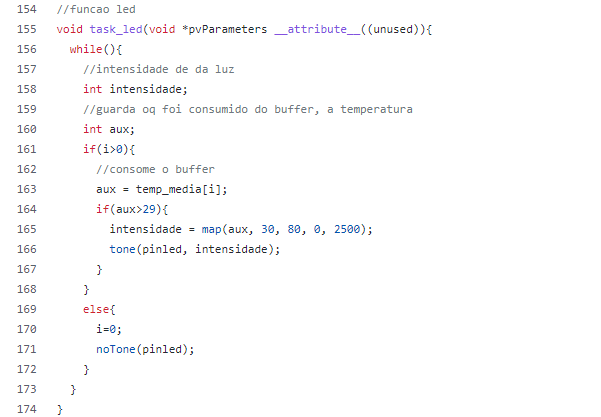 154 //funcao led
155 void task_led(void *pvParameters __attribute__((unused)){
156 while(){
157 //intensidade de da luz
158 int intensidade;
159 //guarda oq foi consumido do buffer, a temperatura
160 int aux;
161 if(i>0){
162 //consome o buffer
163 aux = temp_media[i];
164 if(aux>29){
165 intensidade = map(aux, 30, 80, 0, 2500);
166 tone(pinled, intensidade);
167 }
168 }
169 else{
170 i=0;
171 noTone(pinled);
172 }
173 }
174 }